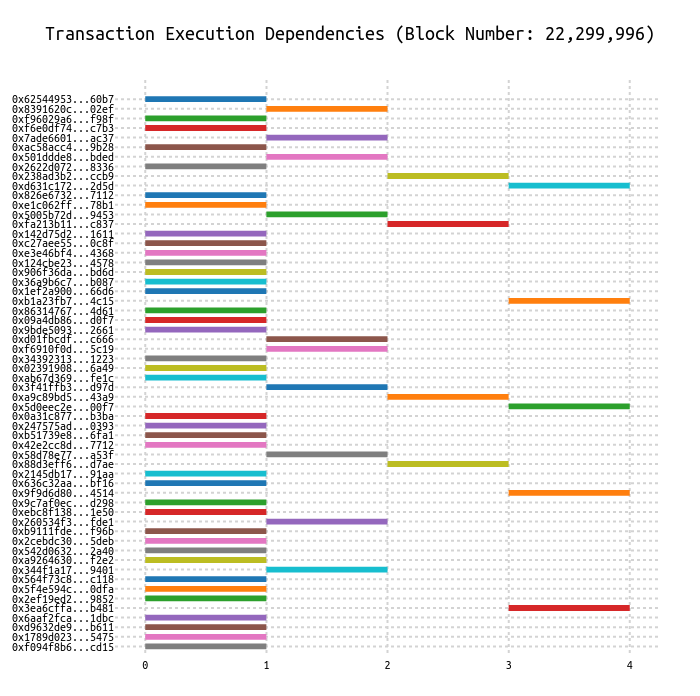 Transaction Execution Dependencies (Block Number: 22,299,996)
0x62544953...60b7
0x8391620c...02ef
0xf96029a6...f98f
0xf6e0df74...c7b3
0x7ade6601...ac37
0xac58acc4...9b28
0x501ddde8...bded
0x2622d072...8336
0x238ad3b2...ccb9
0xd631c172...2d5d
0x826e6732...7112
0xe1c062ff...78b1
0x5005b72d...9453
0xfa213b11...c837
0x142d75d2...1611
0xc27aee55...0c8f
0xe3e46bf4...4368
0x124cbe23...4578
0x906f36da...bd6d
0x36a9b6c7...b087
0x1ef2a900...66d6
0xb1a23fb7...4c15
0x86314767...4d61
0x09a4db86...d0f7
0x9bde5093...2661
0xd01fbcdf...c666
0xf6910f0d...5c19
0x34392313...1223
0x02391908...6a49
0xab67d369...fe1c
0x3f41ffb3...d97d
0xa9c89bd5...43a9
0x5d0eec2e...00f7
0x0a31c877...b3ba
0x247575ad...0393
0xb51739e8...6fa1
0x42e2cc8d...7712
0x58d78e77...a53f
0x88d3eff6...d7ae
0x2145db17...91aa
0x636c32aa...bf16
0x9f9d6d80...4514
0x9c7af0ec...d298
0xebc8f138...1e50
0x260534f3...fde1
0xb9111fde...f96b
0x2cebdc30...5deb
0x542d0632...2a40
0xa9264630...f2e2
0x344f1a17...9401
0x564f73c8...c118
0x5f4e594c...0dfa
0x2ef19ed2...9852
0x3ea6cffa...b481
0x6aaf2fca...1dbc
0xd9632de9...b611
0x1789d023...5475
0xf094f8b6...cd15
0 1 2 3 4